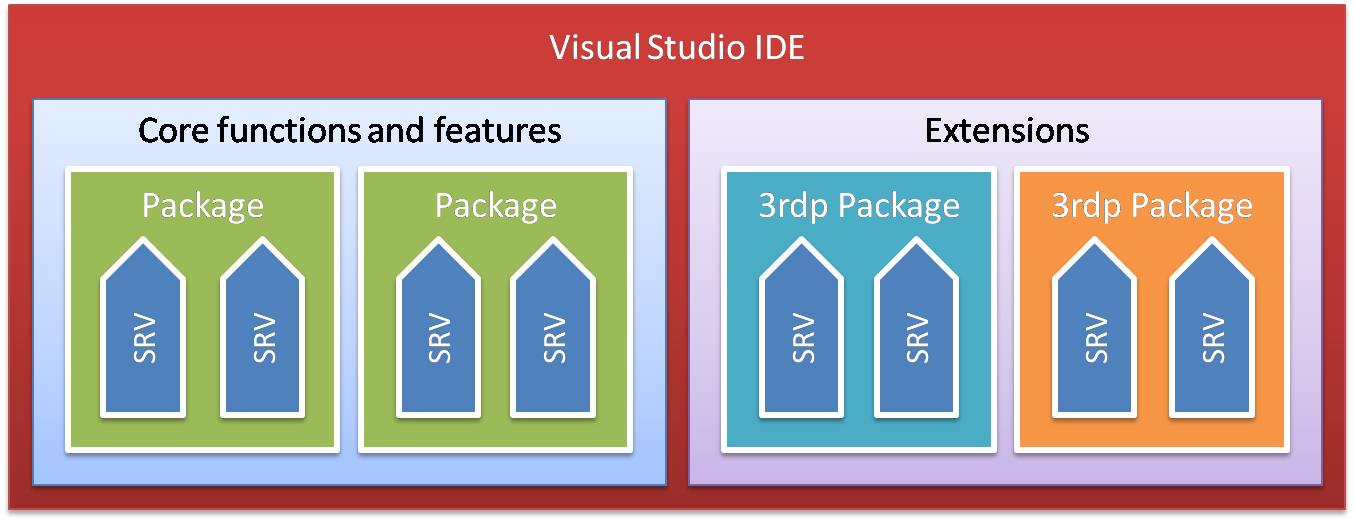 Visual Studio IDE
Core functions and features
Extensions
Package
Package
3rdp Package
3rdp Package
SRV
SRV
SRV
SRV
SRV
SRV
SRV
SRV